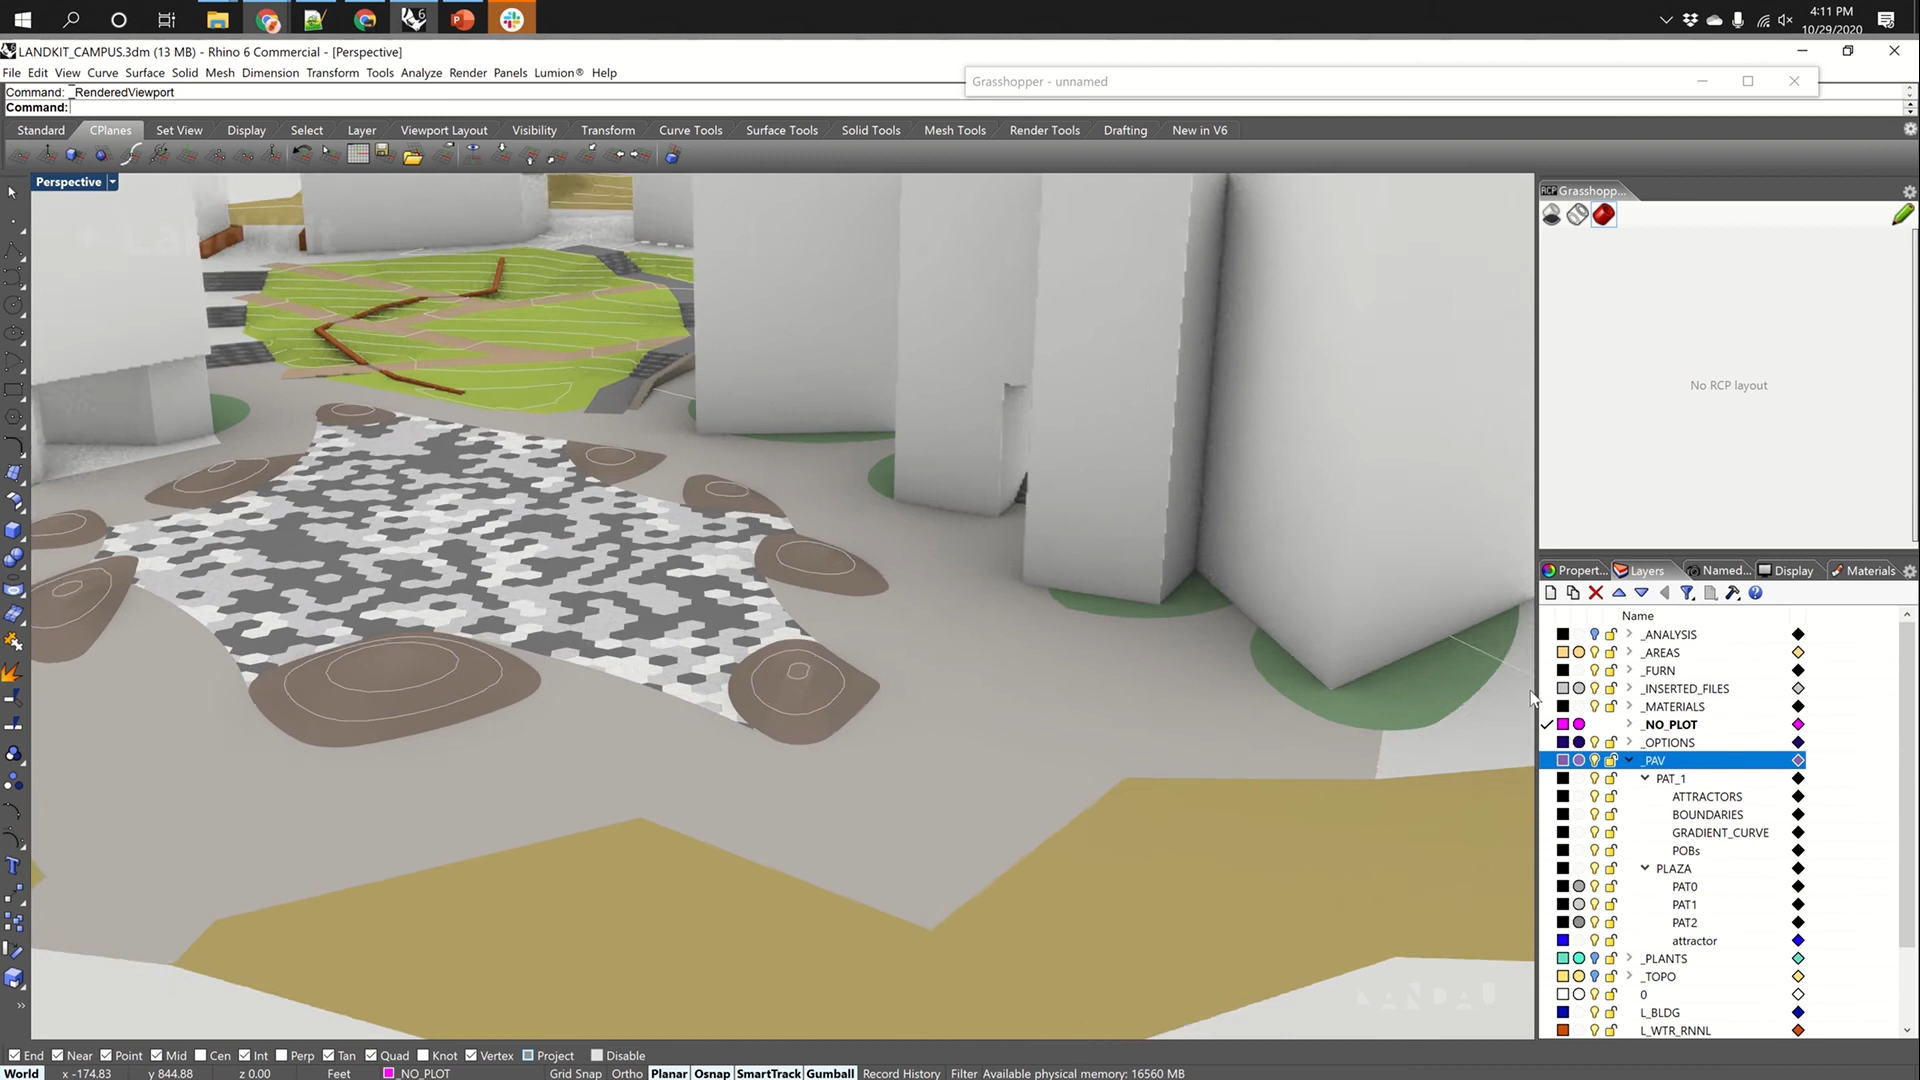 4:11 PM
10/29/2020
LANDKIT_CAMPUS.3dm (13 MB) - Rhino 6 Commercial - [Perspective]
File Edit View Curve Surface Solid Mesh Dimension Transform Tools Analyze Render Panels Lumion® Help
Grasshopper - unnamed
Command: _RenderedViewport
Command:
Standard CPlanes Set View Display Select Layer Viewport Layout Visibility Transform Curve Tools Surface Tools Solid Tools Mesh Tools Render Tools Drafting New in V6
Perspective
RCP Grasshopp...
No RCP layout
Propert... Layers Named... Display Materials
Name
_ANALYSIS
_AREAS
_FURN
_INSERTED_FILES
_MATERIALS
_NO_PLOT
_OPTIONS
_PAV
PAT_1
ATTRACTORS
BOUNDARIES
GRADIENT_CURVE
POBs
PLAZA
PAT0
PAT1
PAT2
attractor
_PLANTS
_TOPO
0
L_BLDG
L_WTR_RNNL
LANDAU
End Near Point Mid Cen Int Perp Tan Quad Knot Vertex Project Disable
World x -174.83 y 844.88 z 0.00 Feet _NO_PLOT Grid Snap Ortho Planar Osnap SmartTrack Gumball Record History Filter Available physical memory: 16560 MB